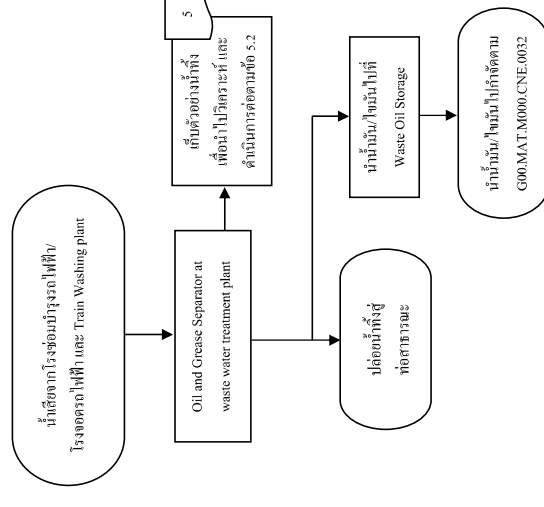 น้ำเสียจากโรงซ่อมบำรุงรถไฟฟ้า/
โรงจอดรถไฟฟ้า และ Train Washing plant
Oil and Grease Separator at
waste water treatment plant
5
เก็บตัวอย่างน้ำทิ้ง
เพื่อนำไปวิเคราะห์ และ
ดำเนินการต่อตามข้อ 5.2
ปล่อยน้ำทิ้งสู่
ท่อสาธารณะ
นำน้ำมัน/ไขมันไปที่
Waste Oil Storage
นำน้ำมัน/ไขมันไปกำจัดตาม
G00.MAT.M000.CNE.0032